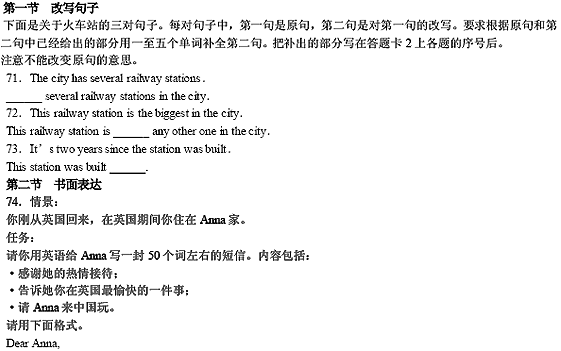 第一节 改写句子
下面是关于火车站的三对句子。每对句子中，第一句是原句，第二句是对第一句的改写。要求根据原句和第
二句中已经给出的部分用一至五个单词补全第二句。把补出的部分写在答题卡 2 上各题的序号后。
注意不能改变原句的意思。
71．The city has several railway stations.
______ several railway stations in the city.
72．This railway station is the biggest in the city.
This railway station is ______ any other one in the city.
73．It’s two years since the station was built.
This station was built ______.
第二节 书面表达
74．情景：
你刚从英国回来，在英国期间你住在 Anna 家。
任务：
请你用英语给 Anna 写一封 50 个词左右的短信。内容包括：
·感谢她的热情接待；
·告诉她你在英国最愉快的一件事；
·请 Anna 来中国玩。
请用下面格式。
Dear Anna,